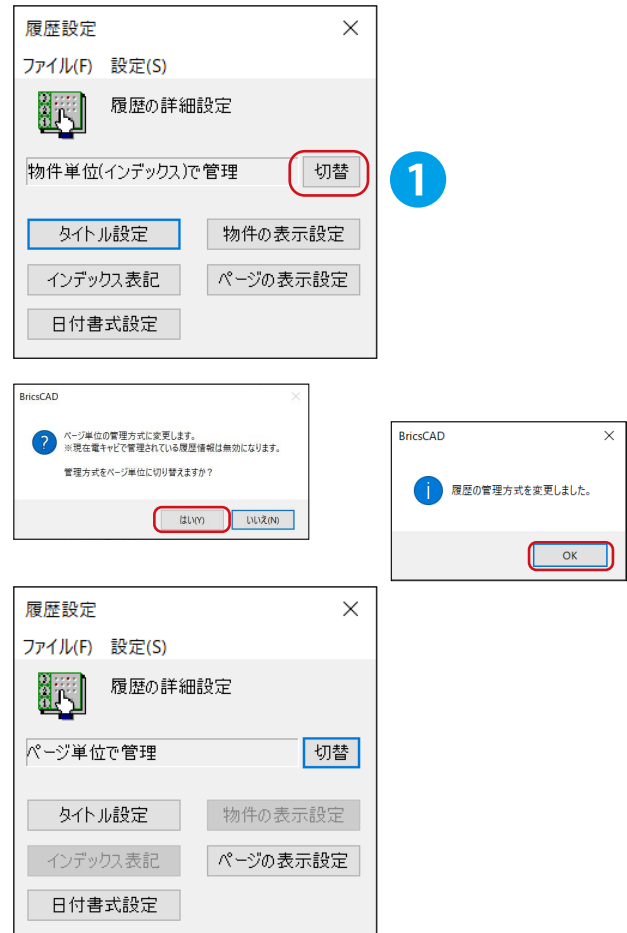 履歴設定
ファイル(F) 設定(S)
履歴の詳細設定
物件単位(インデックス)で管理 切替
1
タイトル設定 物件の表示設定
インデックス表記 ページの表示設定
日付書式設定
BricsCAD
ページ単位の管理方式に変更します。
※現在電キャビで管理されている履歴情報は無効になります。
管理方式をページ単位に切り替えますか？
はい(Y) いいえ(N)
BricsCAD
履歴の管理方式を変更しました。
OK
履歴設定
ファイル(F) 設定(S)
履歴の詳細設定
ページ単位で管理 切替
タイトル設定 物件の表示設定
インデックス表記 ページの表示設定
日付書式設定